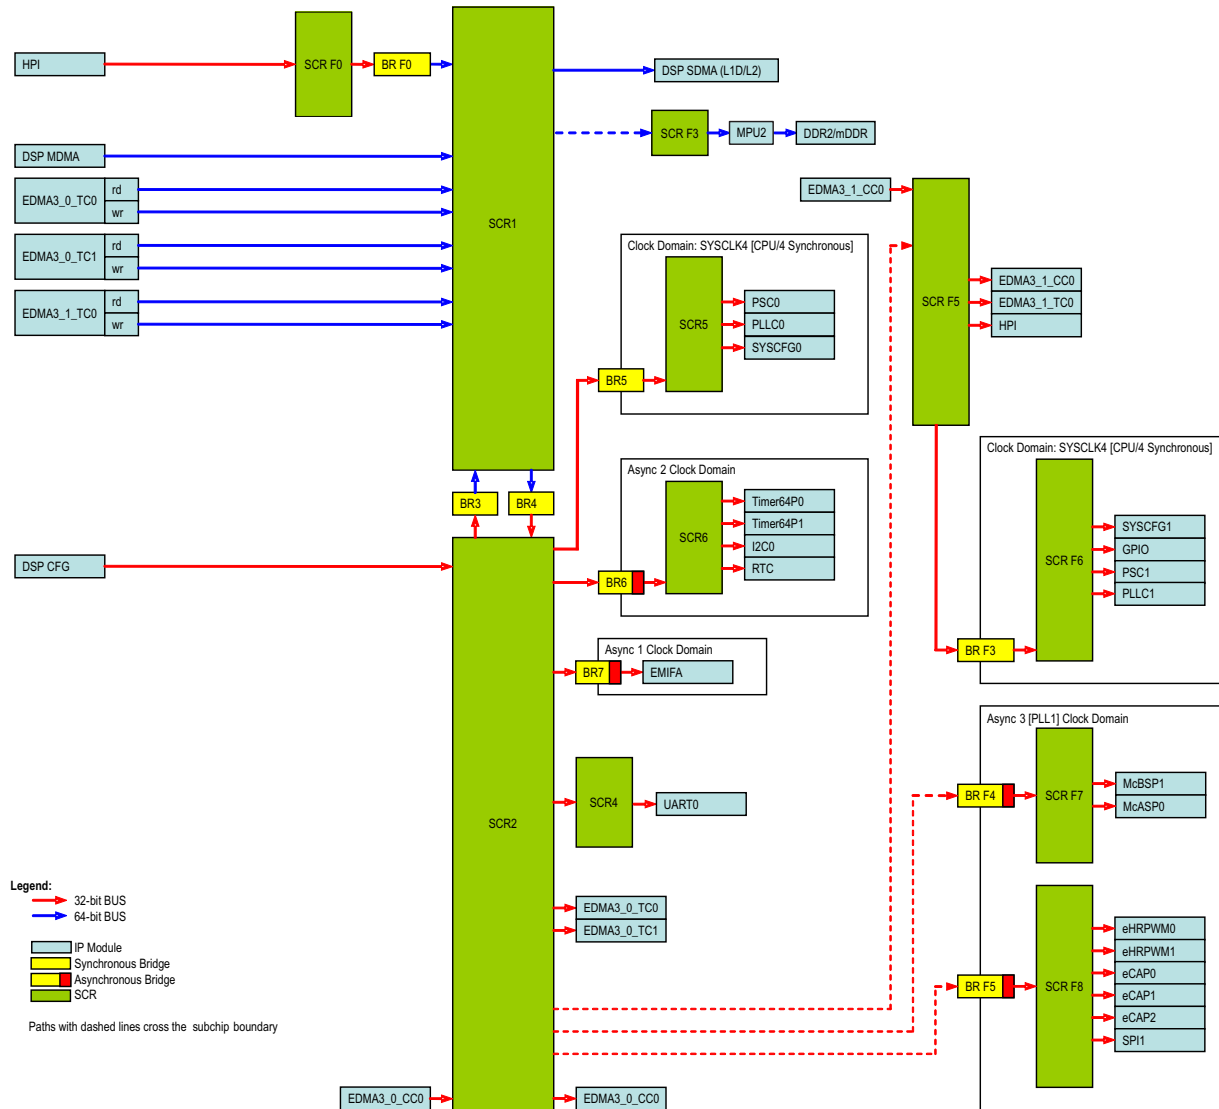 HPI
SCR F0
BR F0
DSP SDMA (L1D/L2)
SCR F3
MPU2
DDR2/mDDR
DSP MDMA
EDMA3_0_TC0
rd
wr
EDMA3_0_TC1
rd
wr
EDMA3_1_TC0
rd
wr
SCR1
EDMA3_1_CC0
SCR F5
EDMA3_1_CC0
EDMA3_1_TC0
HPI
Clock Domain: SYSCLK4 [CPU/4 Synchronous]
SCR5
PSC0
PLLC0
SYSCFG0
BR5
Async 2 Clock Domain
SCR6
Timer64P0
Timer64P1
I2C0
RTC
BR6
BR3
BR4
DSP CFG
Clock Domain: SYSCLK4 [CPU/4 Synchronous]
SCR F6
SYSCFG1
GPIO
PSC1
PLLC1
BR F3
Async 1 Clock Domain
BR7
EMIFA
SCR2
SCR4
UART0
Async 3 [PLL1] Clock Domain
BR F4
SCR F7
McBSP1
McASP0
EDMA3_0_TC0
EDMA3_0_TC1
BR F5
SCR F8
eHRPWM0
eHRPWM1
eCAP0
eCAP1
eCAP2
SPI1
Legend:
32-bit BUS
64-bit BUS
IP Module
Synchronous Bridge
Asynchronous Bridge
SCR
Paths with dashed lines cross the subchip boundary
EDMA3_0_CC0
EDMA3_0_CC0